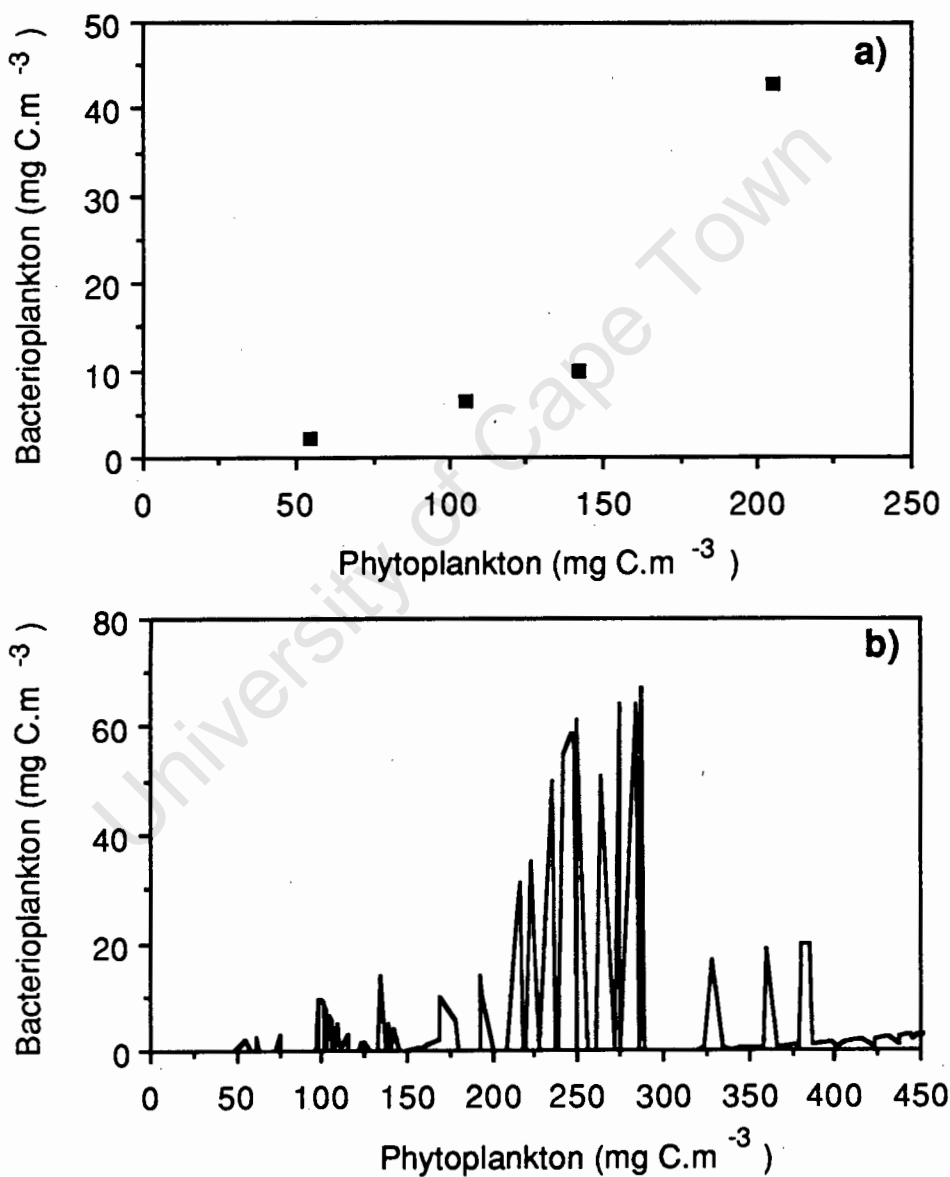 a)
Bacterioplankton (mg C.m -3 )
50
40
30
20
10
0
0 50 100 150 200 250
Phytoplankton (mg C.m -3 )
b)
Bacterioplankton (mg C.m -3 )
80
60
40
20
0
0 50 100 150 200 250 300 350 400 450
Phytoplankton (mg C.m -3 )
University of Cape Town